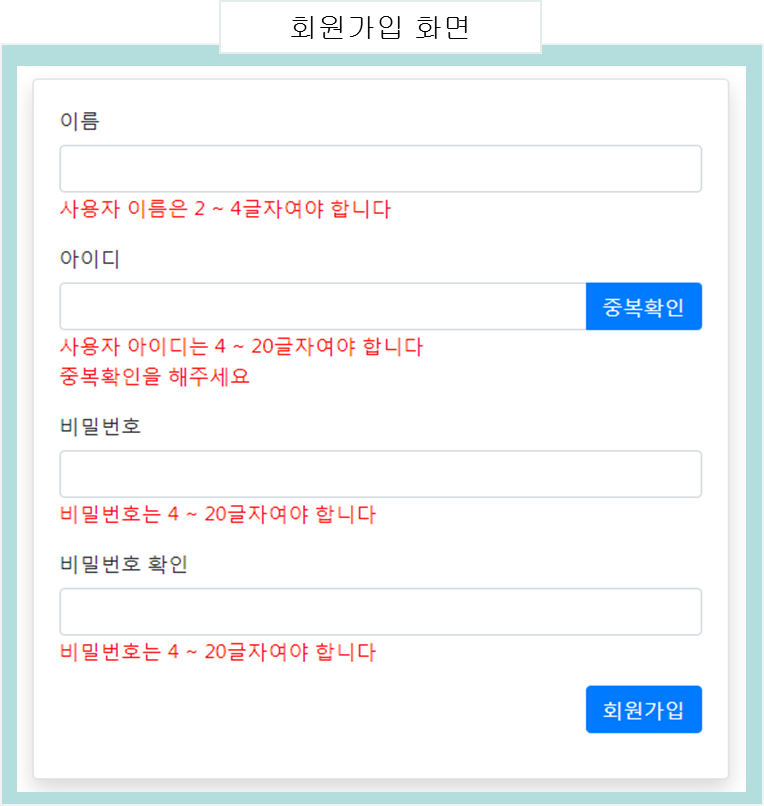 회원가입 화면
이름
사용자 이름은 2 ~ 4글자여야 합니다
아이디
중복확인
사용자 아이디는 4 ~ 20글자여야 합니다
중복확인을 해주세요
비밀번호
비밀번호는 4 ~ 20글자여야 합니다
비밀번호 확인
비밀번호는 4 ~ 20글자여야 합니다
회원가입